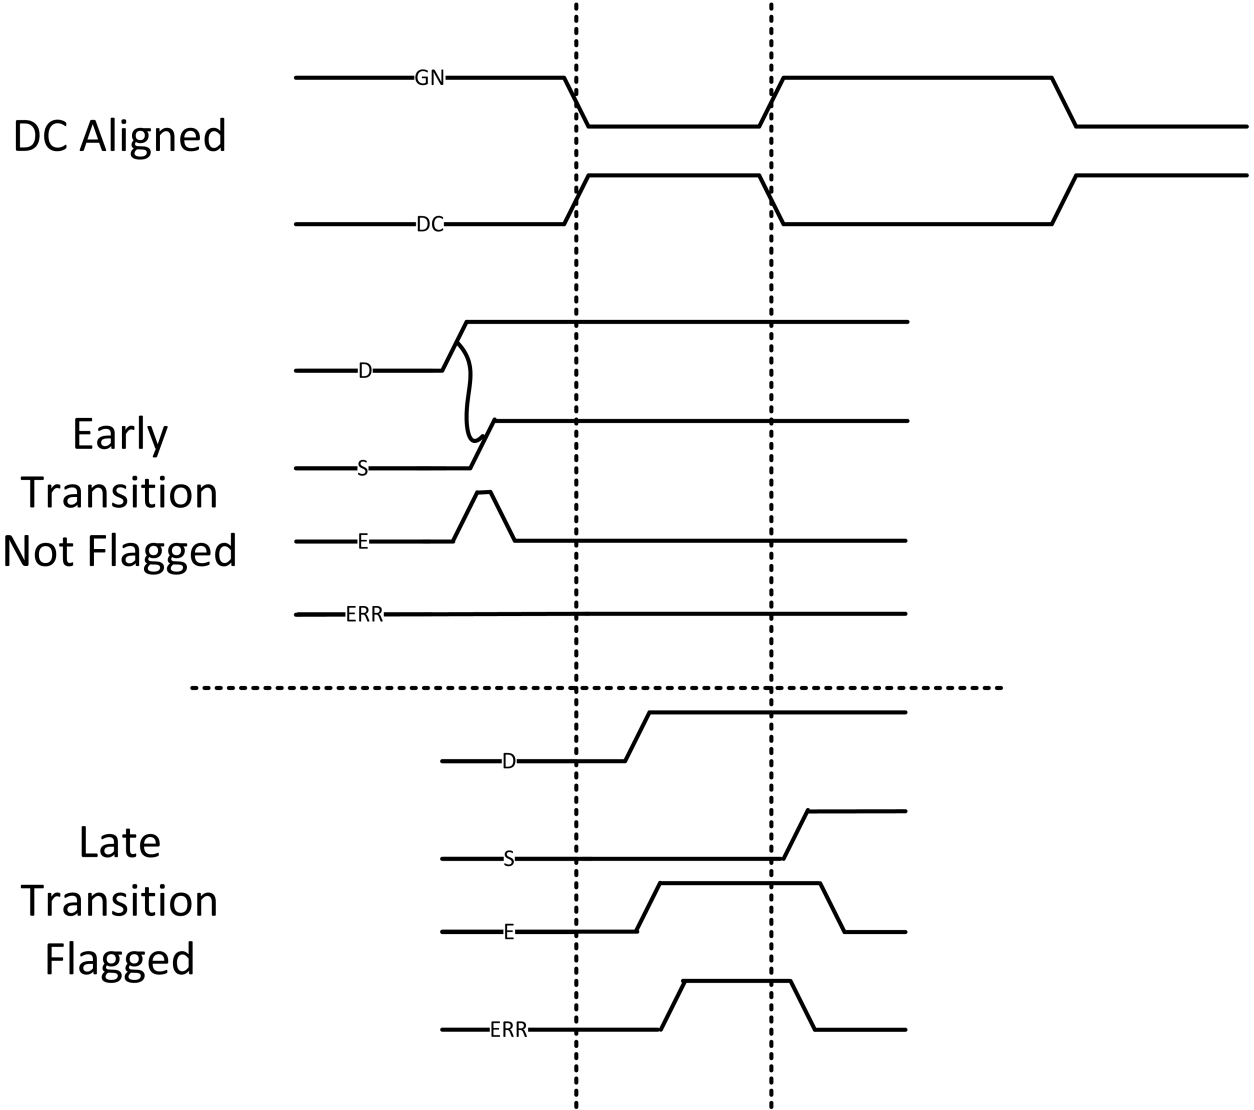 GN
DC Aligned
DC
D
Early
S
Transition
E
Not Flagged
ERR
D
Late
S
Transition
E
Flagged
ERR